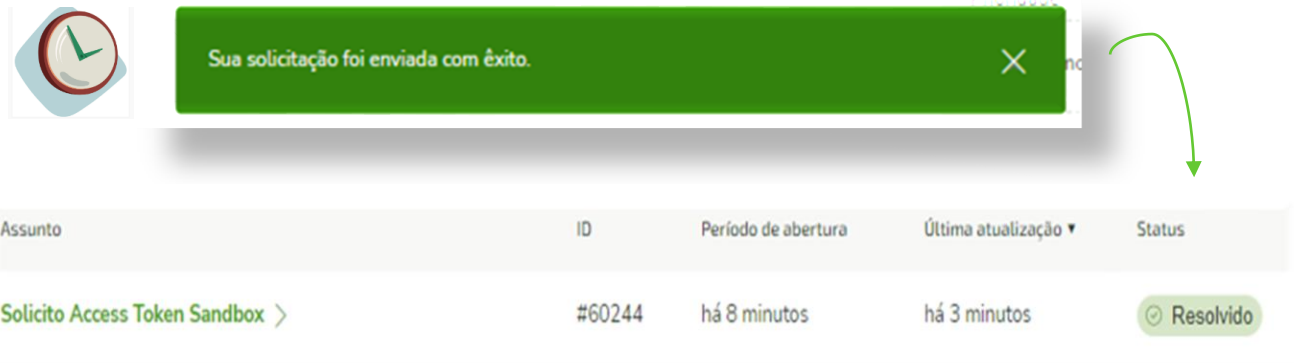 Sua solicitação foi enviada com êxito.
Assunto ID Período de abertura Última atualização ▼ Status
Solicito Access Token Sandbox > #60244 há 8 minutos há 3 minutos Resolvido